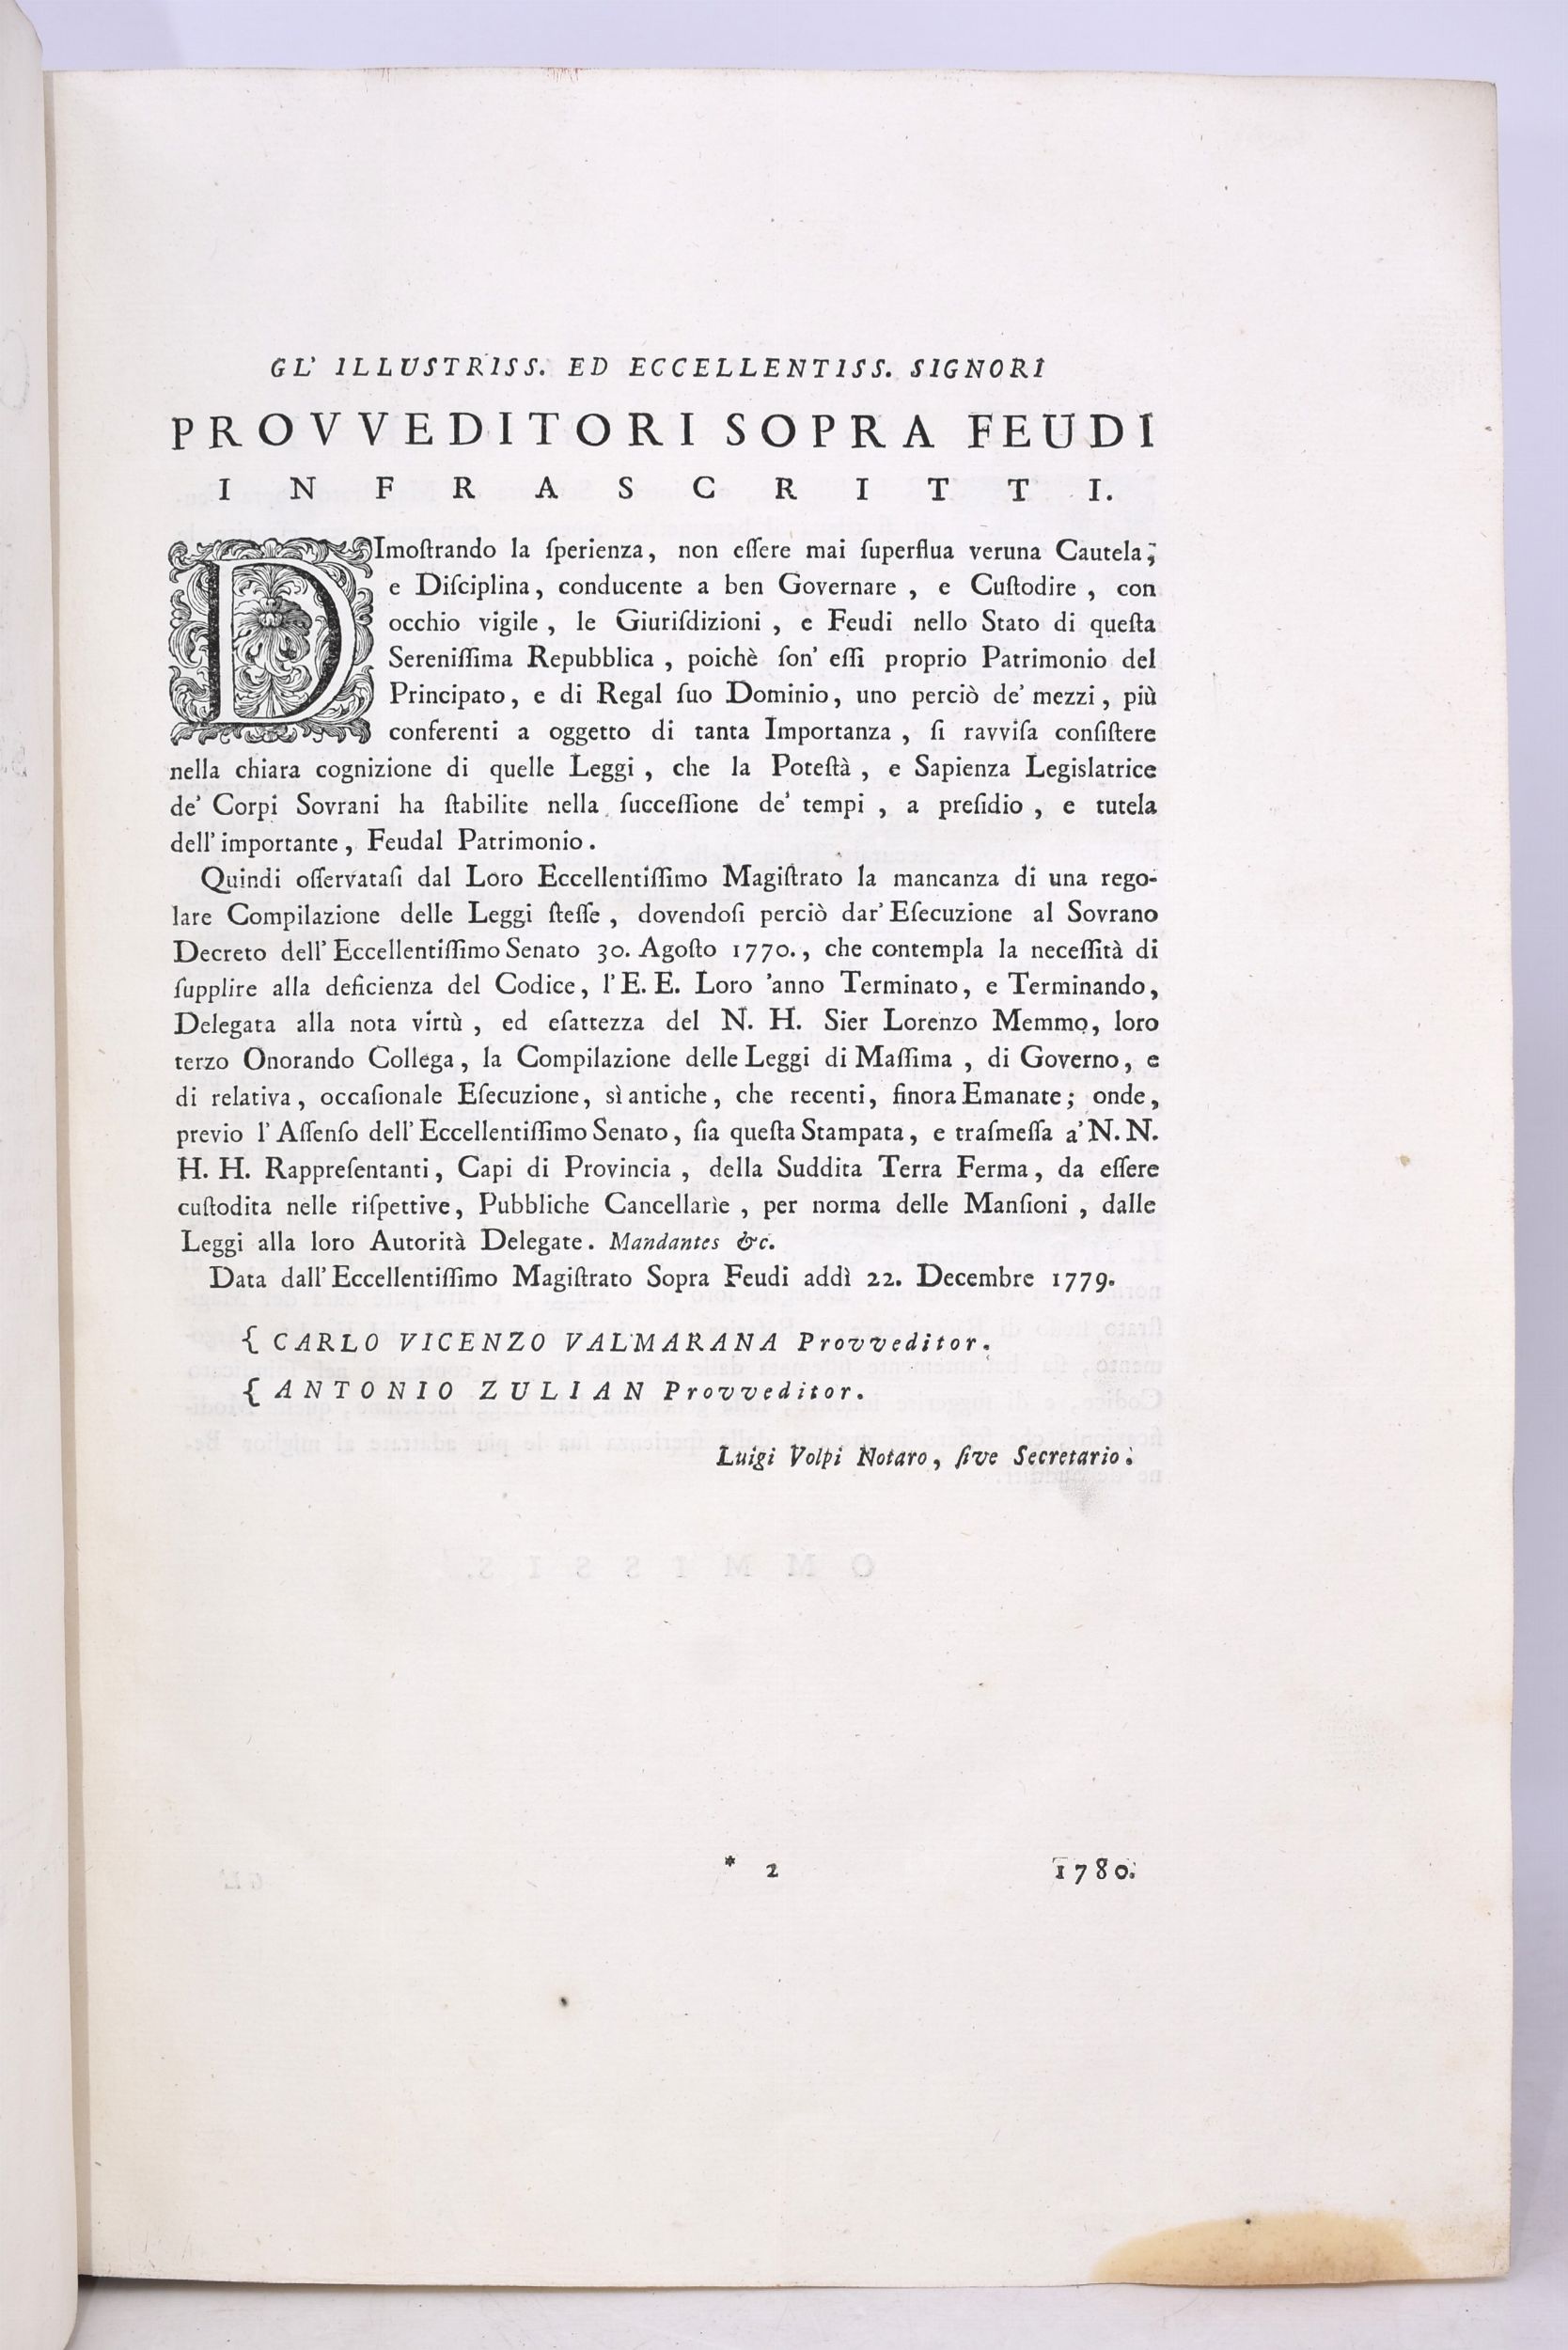 GL' ILLUSTRISS. ED ECCELLENTISS. SIGNORI
PROVVEDITORI SOPRA FEUDI
INFRASCRITTI.
DImoſtrando la ſperienza, non eſſere mai ſuperflua veruna Cautela;
e Diſciplina, conducente a ben Governare, e Cuſtodire, con
occhio vigile, le Giuriſdizioni, e Feudi nello Stato di queſta
Sereniſſima Repubblica, poichè ſon' eſſi proprio Patrimonio del
Principato, e di Regal ſuo Dominio, uno perciò de' mezzi, più
conferenti a oggetto di tanta Importanza, ſi ravviſa conſiſtere
nella chiara cognizione di quelle Leggi, che la Poteſtà, e Sapienza Legislatrice
de' Corpi Sovrani ha ſtabilite nella ſucceſſione de' tempi, a preſidio, e tutela
dell' importante, Feudal Patrimonio.
Quindi oſſervataſi dal Loro Eccellentiſſimo Magiſtrato la mancanza di una rego-
lare Compilazione delle Leggi ſteſſe, dovendoſi perciò dar' Eſecuzione al Sovrano
Decreto dell' Eccellentiſſimo Senato 30. Agoſto 1770., che contempla la neceſſità di
ſupplire alla deficienza del Codice, l' E. E. Loro 'anno Terminato, e Terminando,
Delegata alla nota virtù, ed eſattezza del N. H. Sier Lorenzo Memmo, loro
terzo Onorando Collega, la Compilazione delle Leggi di Maſſima, di Governo, e
di relativa, occaſionale Eſecuzione, sì antiche, che recenti, finora Emanate; onde,
previo l' Aſſenſo dell' Eccellentiſſimo Senato, ſia queſta Stampata, e traſmeſſa a' N. N.
H. H. Rappreſentanti, Capi di Provincia, della Suddita Terra Ferma, da eſſere
cuſtodita nelle riſpettive, Pubbliche Cancellarìe, per norma delle Manſioni, dalle
Leggi alla loro Autorità Delegate. Mandantes &c.
Data dall' Eccellentiſſimo Magiſtrato Sopra Feudi addì 22. Decembre 1779.
{ CARLO VICENZO VALMARANA Provveditor.
{ ANTONIO ZULIAN Provveditor.
Luigi Volpi Notaro, ſive Secretario.
* 2 1780.